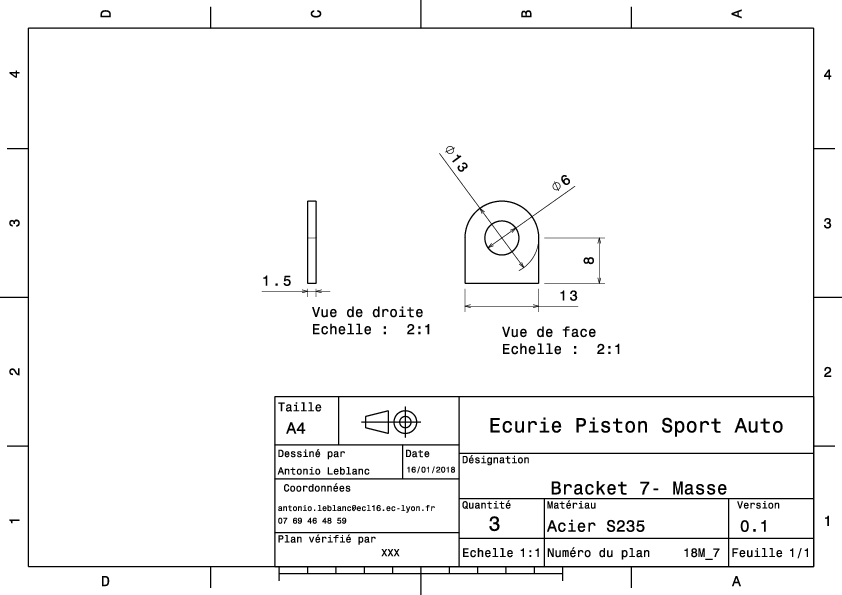 D C B A
4 4
⌀13
⌀6
3 3
8
1.5
13
Vue de droite
Echelle : 2:1
Vue de face
Echelle : 2:1
2 2
Taille
A4
Ecurie Piston Sport Auto
Dessiné par
Antonio Leblanc
Date
16/01/2018
Désignation
Bracket 7- Masse
Coordonnées
antonio.leblanc@ecl16.ec-lyon.fr
07 69 46 48 59
Quantité
3
Matériau
Acier S235
Version
0.1
1 1
Plan vérifié par
XXX
Echelle 1:1
Numéro du plan 18M_7
Feuille 1/1
D A